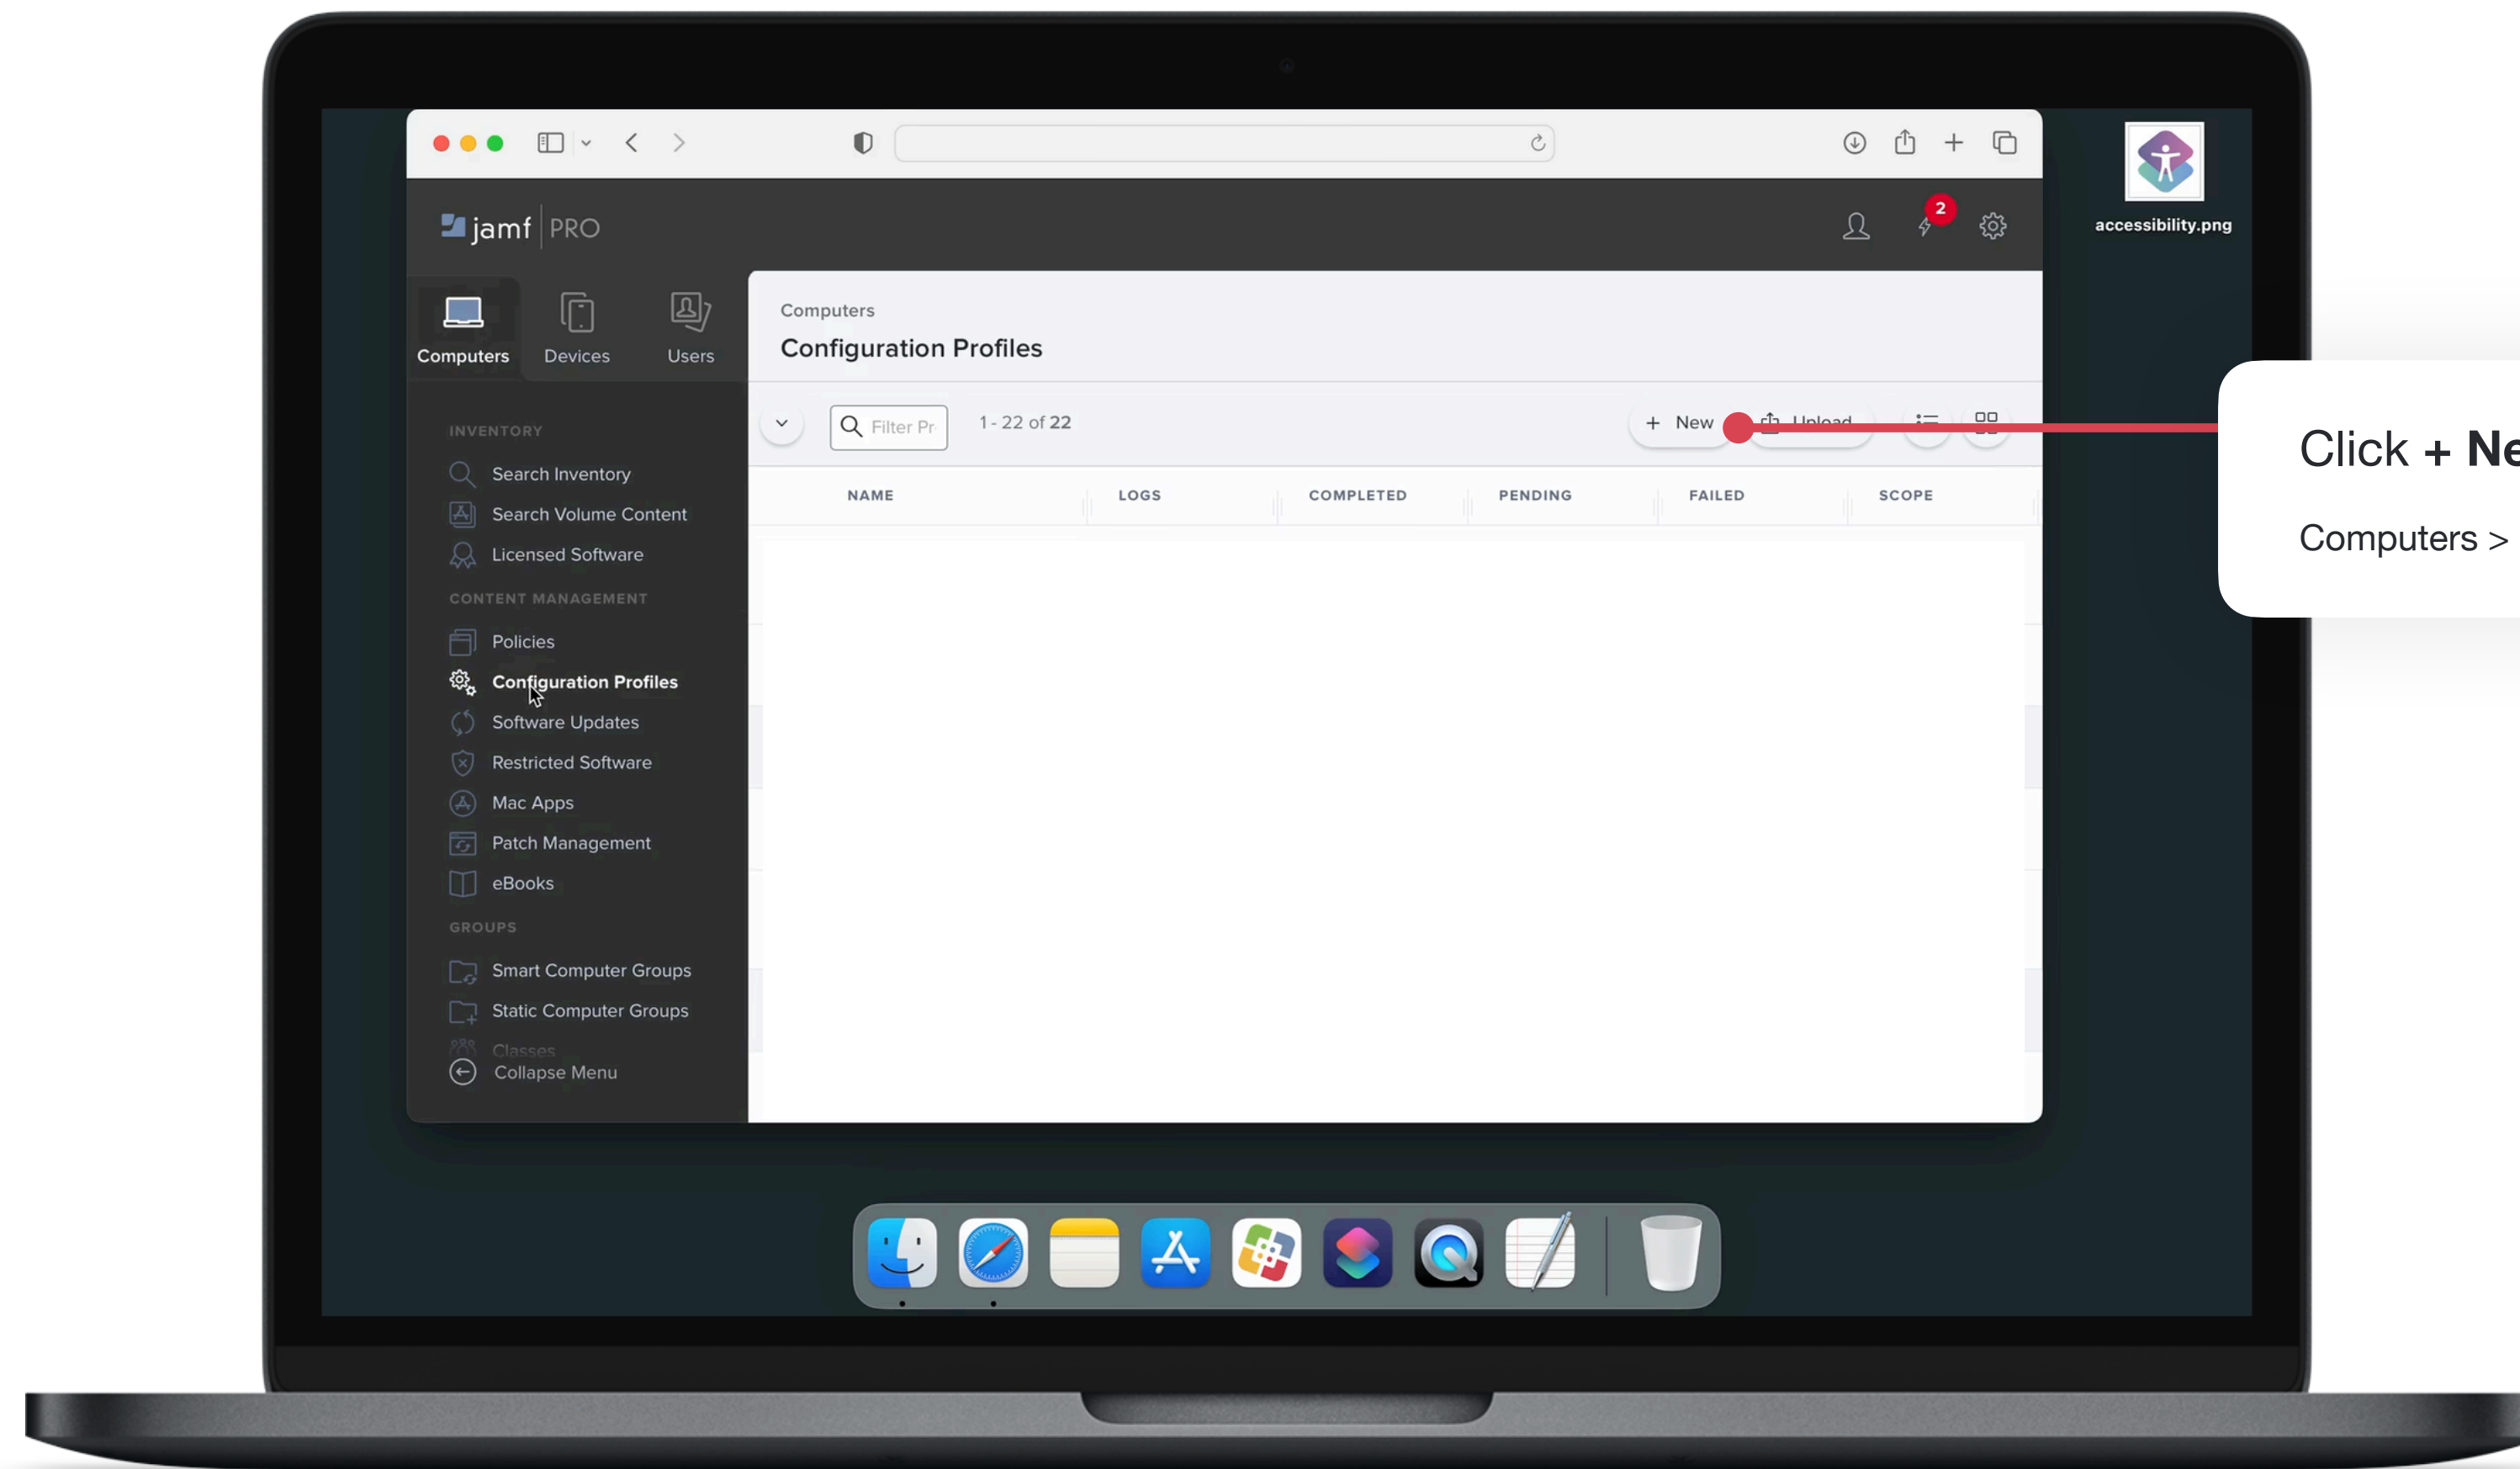 jamf PRO
2
accessibility.png
Computers
Devices
Users
Computers
Configuration Profiles
Filter Pr
1 - 22 of 22
+ New
Upload
NAME
LOGS
COMPLETED
PENDING
FAILED
SCOPE
INVENTORY
Search Inventory
Search Volume Content
Licensed Software
CONTENT MANAGEMENT
Policies
Configuration Profiles
Software Updates
Restricted Software
Mac Apps
Patch Management
eBooks
GROUPS
Smart Computer Groups
Static Computer Groups
Classes
Collapse Menu
Click + Ne
Computers >